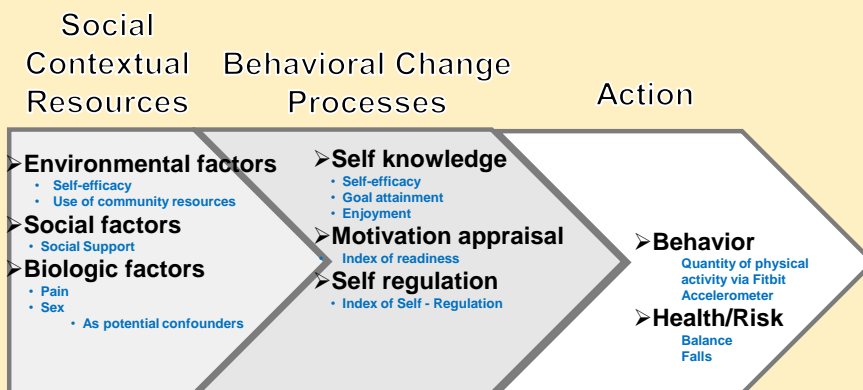 Social
Contextual
Resources
➢Environmental factors
• Self-efficacy
• Use of community resources
➢Social factors
• Social Support
➢Biologic factors
• Pain
• Sex
• As potential confounders
Behavioral Change
Processes
➢Self knowledge
• Self-efficacy
• Goal attainment
• Enjoyment
➢Motivation appraisal
• Index of readiness
➢Self regulation
• Index of Self - Regulation
Action
➢Behavior
Quantity of physical
activity via Fitbit
Accelerometer
➢Health/Risk
Balance
Falls